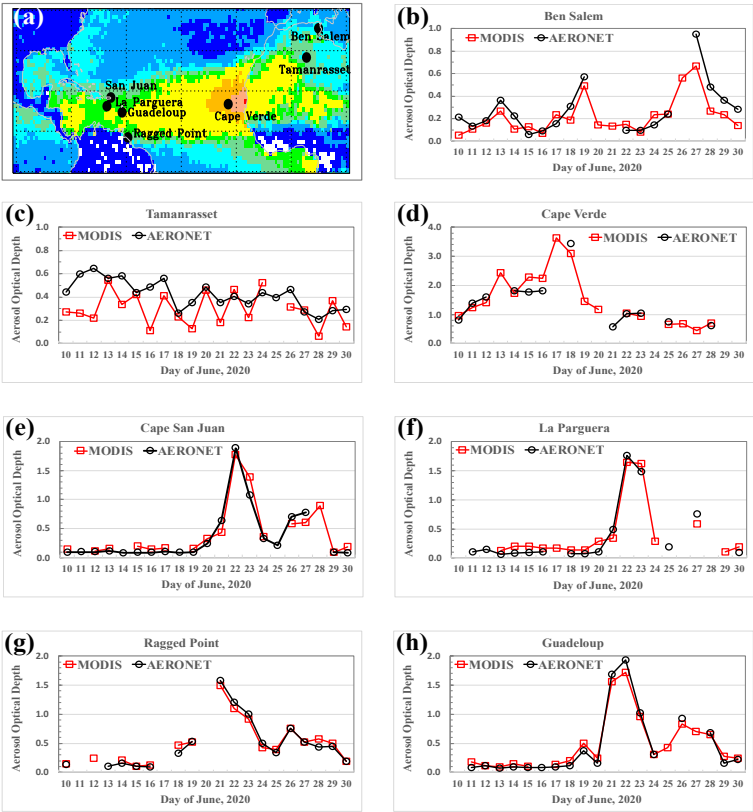 (a)
Ben Salem
Tamanrasset
San Juan
La Parguera
Guadeloup
Cape Verde
Ragged Point
(b)
Ben Salem
MODIS AERONET
Aerosol Optical Depth
1.0
0.8
0.6
0.4
0.2
0.0
10 11 12 13 14 15 16 17 18 19 20 21 22 23 24 25 26 27 28 29 30
Day of June, 2020
(c)
Tamanrasset
MODIS AERONET
Aerosol Optical Depth
1.0
0.8
0.6
0.4
0.2
0.0
10 11 12 13 14 15 16 17 18 19 20 21 22 23 24 25 26 27 28 29 30
Day of June, 2020
(d)
Cape Verde
MODIS AERONET
Aerosol Optical Depth
4.0
3.0
2.0
1.0
0.0
10 11 12 13 14 15 16 17 18 19 20 21 22 23 24 25 26 27 28 29 30
Day of June, 2020
(e)
Cape San Juan
MODIS AERONET
Aerosol Optical Depth
2.0
1.5
1.0
0.5
0.0
10 11 12 13 14 15 16 17 18 19 20 21 22 23 24 25 26 27 28 29 30
Day of June, 2020
(f)
La Parguera
MODIS AERONET
Aerosol Optical Depth
2.0
1.5
1.0
0.5
0.0
10 11 12 13 14 15 16 17 18 19 20 21 22 23 24 25 26 27 28 29 30
Day of June, 2020
(g)
Ragged Point
MODIS AERONET
Aerosol Optical Depth
2.0
1.5
1.0
0.5
0.0
10 11 12 13 14 15 16 17 18 19 20 21 22 23 24 25 26 27 28 29 30
Day of June, 2020
(h)
Guadeloup
MODIS AERONET
Aerosol Optical Depth
2.0
1.5
1.0
0.5
0.0
10 11 12 13 14 15 16 17 18 19 20 21 22 23 24 25 26 27 28 29 30
Day of June, 2020